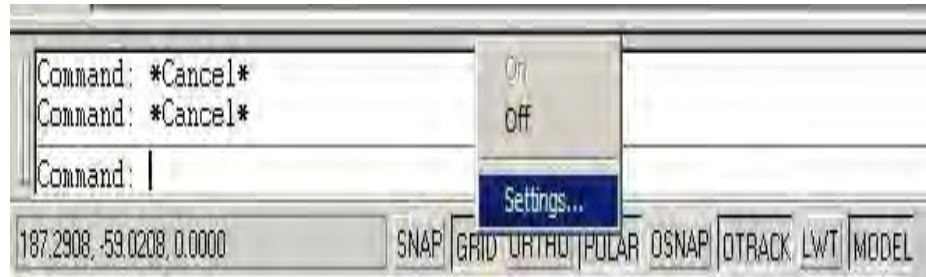 Command: *Cancel*
Command: *Cancel*
Command:
On
Off
Settings...
187.2908, -59.0208, 0.0000 SNAP GRID ORTHO POLAR OSNAP OTRACK LWT MODEL